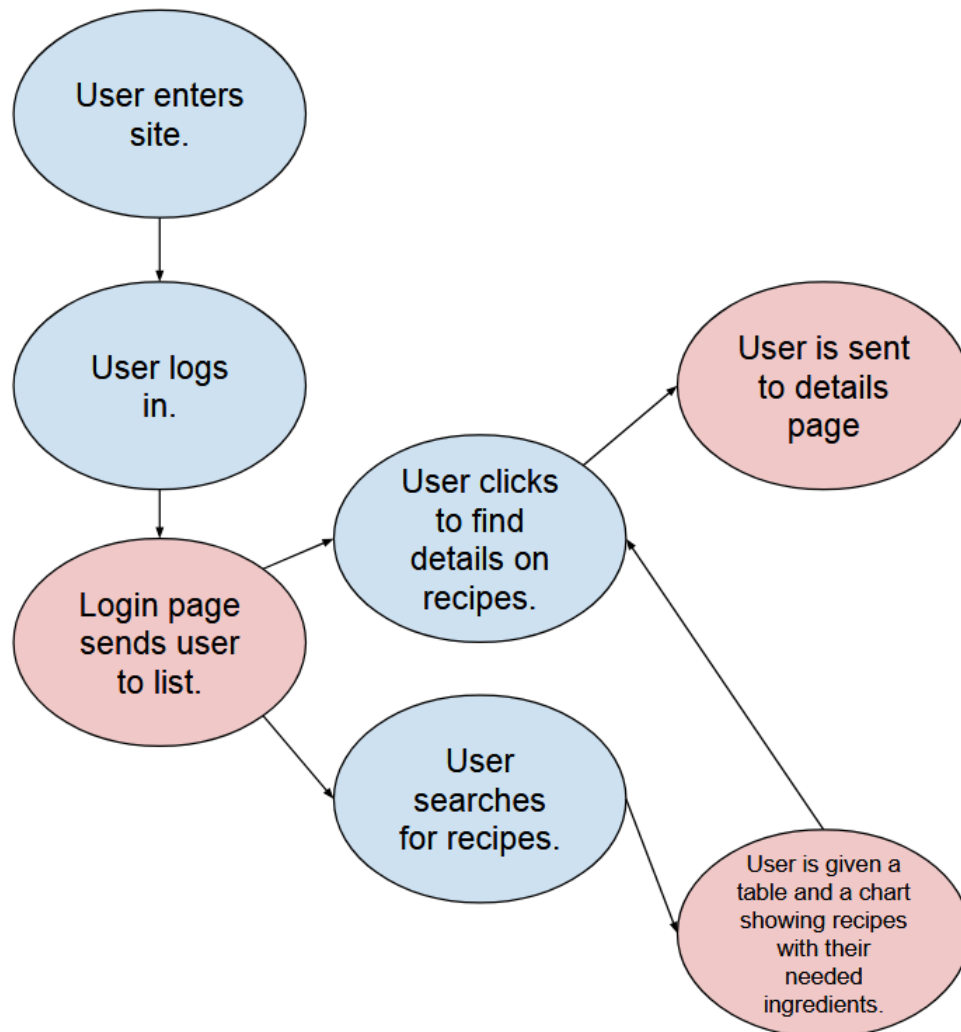 User enters
site.
User logs
in.
Login page
sends user
to list.
User clicks
to find
details on
recipes.
User is sent
to details
page
User
searches
for recipes.
User is given a
table and a chart
showing recipes
with their
needed
ingredients.